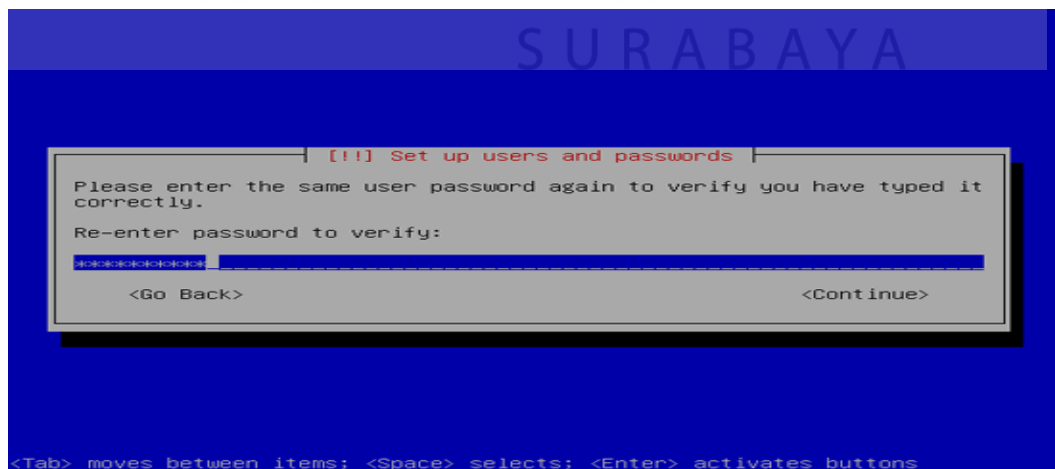 SURABAYA
[!!] Set up users and passwords
Please enter the same user password again to verify you have typed it
correctly.
Re-enter password to verify:
***********
<Go Back> <Continue>
<Tab> moves between items; <Space> selects; <Enter> activates buttons